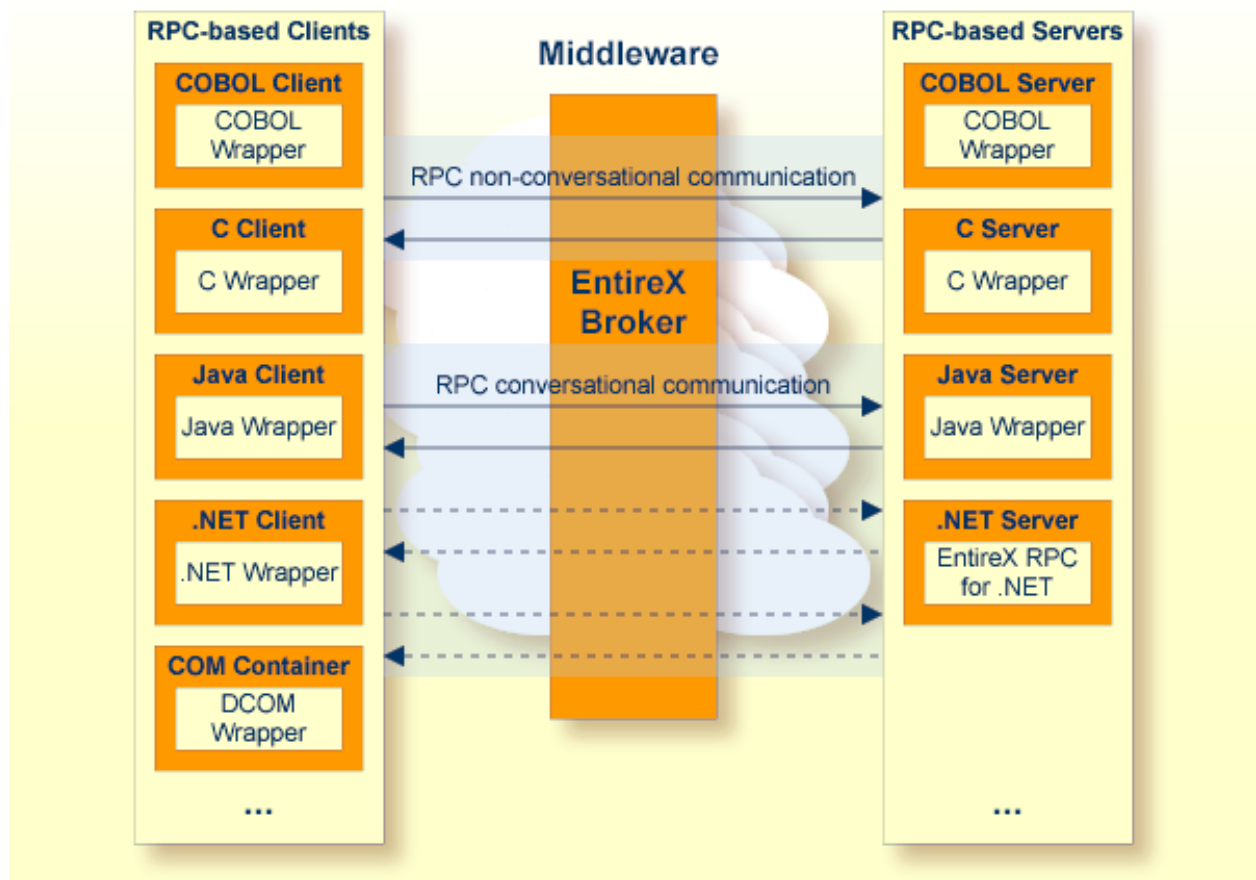 RPC-based Clients
COBOL Client
COBOL
Wrapper
C Client
C Wrapper
Java Client
Java Wrapper
.NET Client
.NET Wrapper
COM Container
DCOM
Wrapper
...
Middleware
RPC non-conversational communication
EntireX
Broker
RPC conversational communication
RPC-based Servers
COBOL Server
COBOL
Wrapper
C Server
C Wrapper
Java Server
Java Wrapper
.NET Server
EntireX RPC
for .NET
...